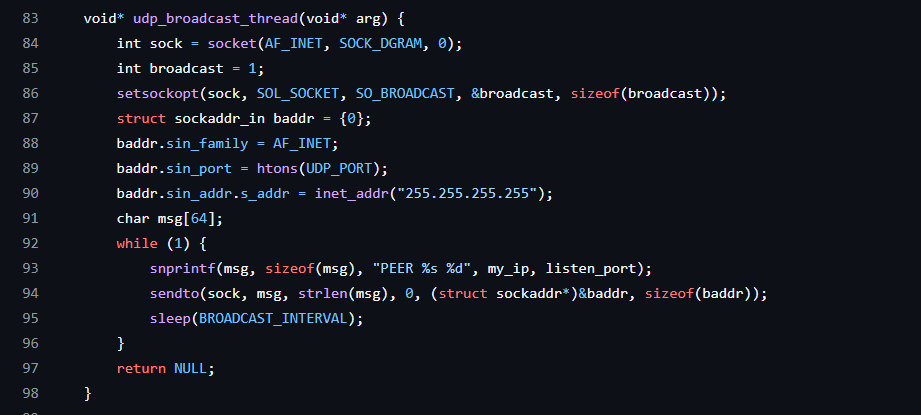 83 void* udp_broadcast_thread(void* arg) {
84     int sock = socket(AF_INET, SOCK_DGRAM, 0);
85     int broadcast = 1;
86     setsockopt(sock, SOL_SOCKET, SO_BROADCAST, &broadcast, sizeof(broadcast));
87     struct sockaddr_in baddr = {0};
88     baddr.sin_family = AF_INET;
89     baddr.sin_port = htons(UDP_PORT);
90     baddr.sin_addr.s_addr = inet_addr("255.255.255.255");
91     char msg[64];
92     while (1) {
93         snprintf(msg, sizeof(msg), "PEER %s %d", my_ip, listen_port);
94         sendto(sock, msg, strlen(msg), 0, (struct sockaddr*)&baddr, sizeof(baddr));
95         sleep(BROADCAST_INTERVAL);
96     }
97     return NULL;
98 }